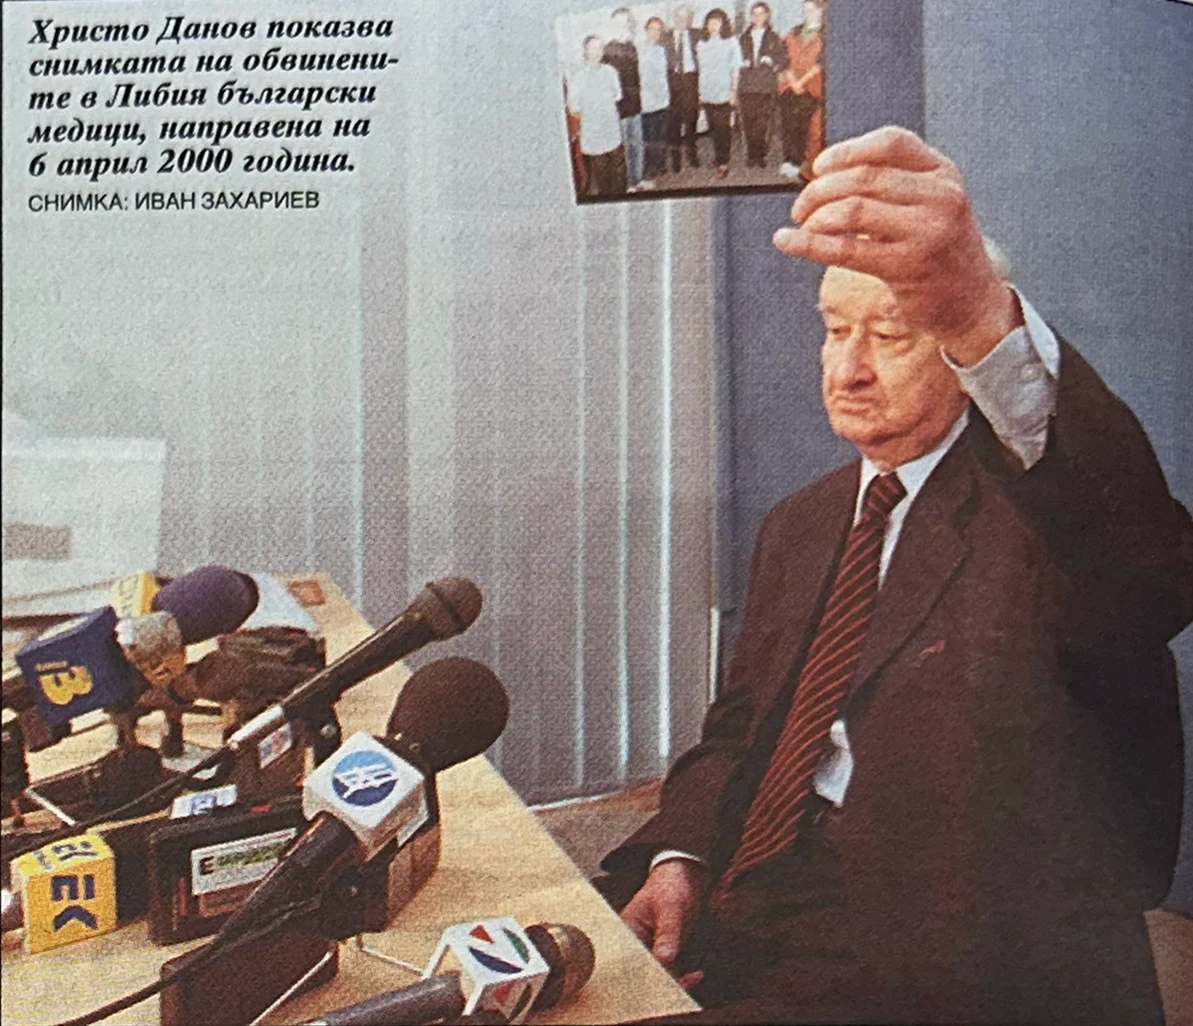 Христо Данов показва
снимката на обвинени-
те в Либия български
медици, направена на
6 април 2000 година.
СНИМКА: ИВАН ЗАХАРИЕВ